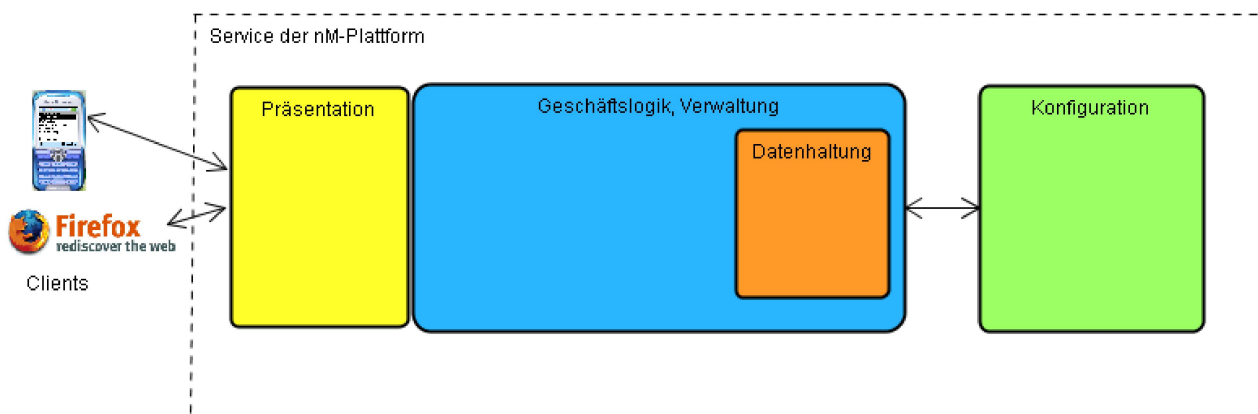 Service der nM-Plattform
Präsentation
Geschäftslogik, Verwaltung
Datenhaltung
Konfiguration
Firefox
rediscover the web
Clients